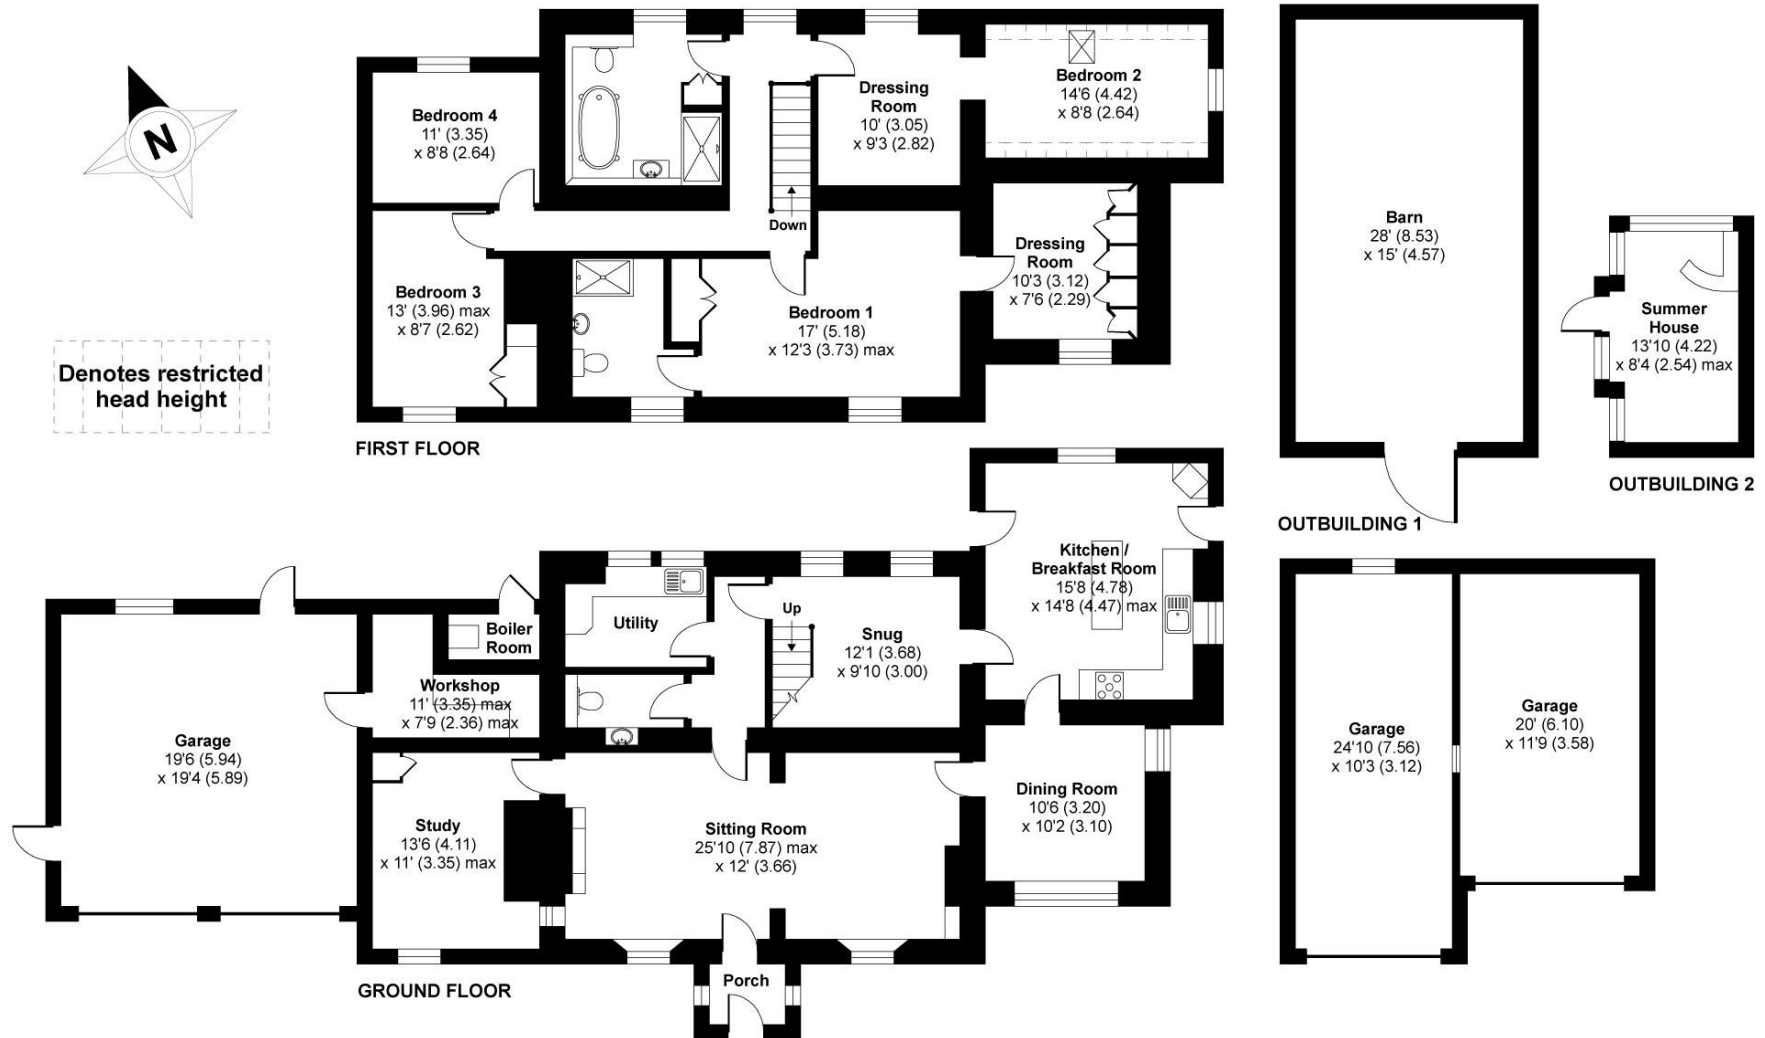 N
Denotes restricted
head height
Bedroom 4
11' (3.35)
x 8'8 (2.64)
Bedroom 3
13' (3.96) max
x 8'7 (2.62)
Dressing
Room
10' (3.05)
x 9'3 (2.82)
Bedroom 2
14'6 (4.42)
x 8'8 (2.64)
Down
Bedroom 1
17' (5.18)
x 12'3 (3.73) max
Dressing
Room
10'3 (3.12)
x 7'6 (2.29)
FIRST FLOOR
Barn
28' (8.53)
x 15' (4.57)
OUTBUILDING 1
Summer
House
13'10 (4.22)
x 8'4 (2.54) max
OUTBUILDING 2
Kitchen /
Breakfast Room
15'8 (4.78)
x 14'8 (4.47) max
Utility
Up
Snug
12'1 (3.68)
x 9'10 (3.00)
Boiler
Room
Workshop
11' (3.35) max
x 7'9 (2.36) max
Garage
19'6 (5.94)
x 19'4 (5.89)
Study
13'6 (4.11)
x 11' (3.35) max
Sitting Room
25'10 (7.87) max
x 12' (3.66)
Dining Room
10'6 (3.20)
x 10'2 (3.10)
Porch
GROUND FLOOR
Garage
24'10 (7.56)
x 10'3 (3.12)
Garage
20' (6.10)
x 11'9 (3.58)